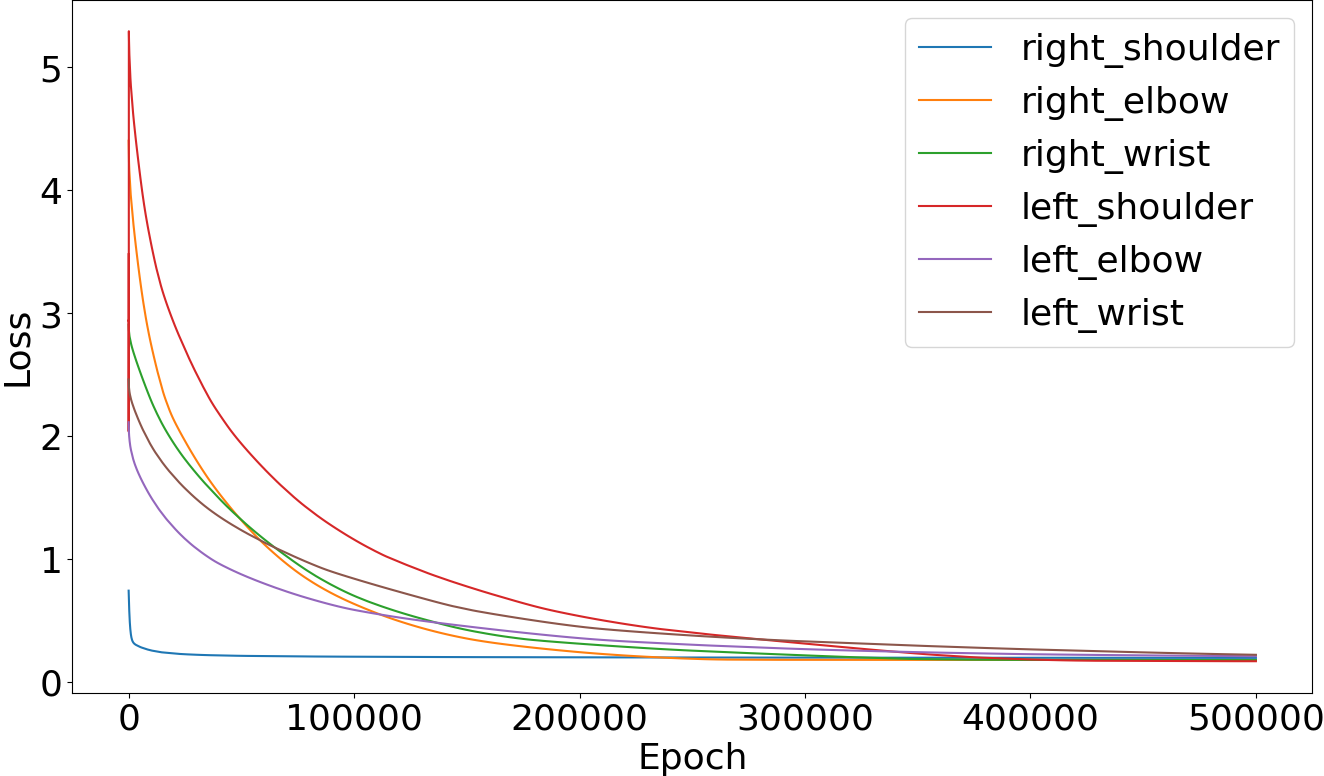 5
4
3
2
1
0
Loss
0
100000
200000
300000
400000
500000
Epoch
right_shoulder
right_elbow
right_wrist
left_shoulder
left_elbow
left_wrist